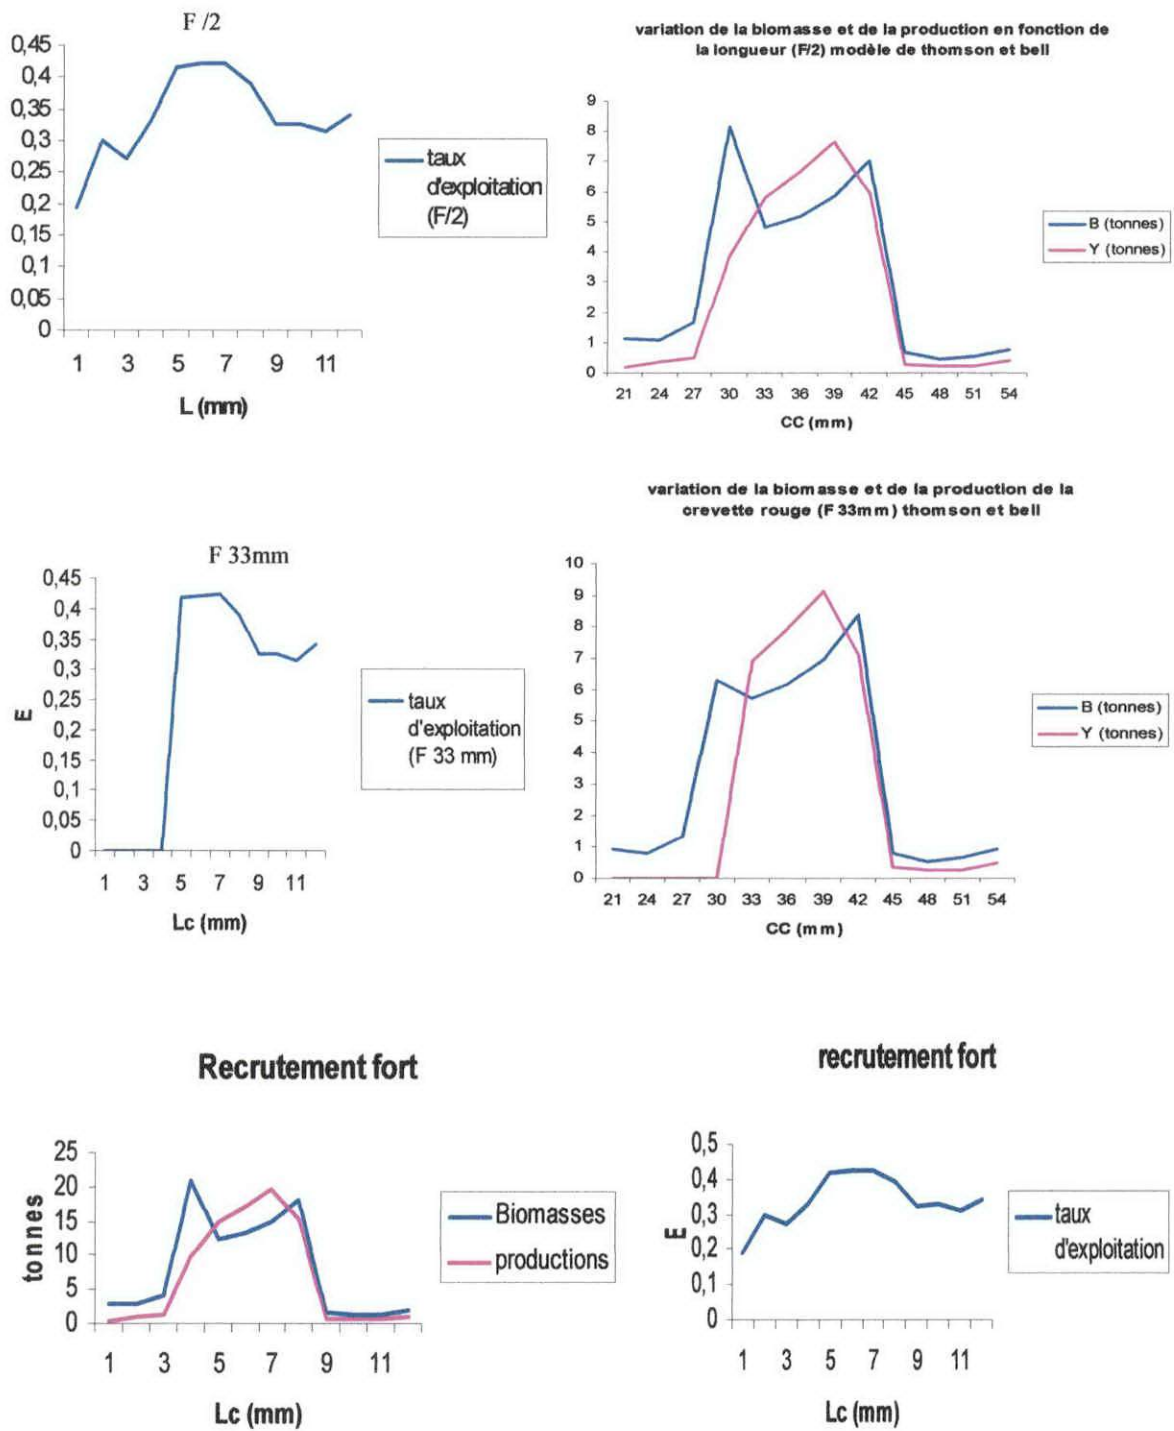 F /2
0,45
0,4
0,35
0,3
0,25
0,2
0,15
0,1
0,05
0
1 3 5 7 9 11
L (mm)
taux
d'exploitation
(F/2)
variation de la biomasse et de la production en fonction de
la longueur (F/2) modèle de thomson et bell
9
8
7
6
5
4
3
2
1
0
21 24 27 30 33 36 39 42 45 48 51 54
CC (mm)
B (tonnes)
Y (tonnes)
F 33mm
0,45
0,4
0,35
0,3
0,25
0,2
0,15
0,1
0,05
0
E
1 3 5 7 9 11
Lc (mm)
taux
d'exploitation
(F 33 mm)
variation de la biomasse et de la production de la
crevette rouge (F 33mm) thomson et bell
10
9
8
7
6
5
4
3
2
1
0
21 24 27 30 33 36 39 42 45 48 51 54
CC (mm)
B (tonnes)
Y (tonnes)
Recrutement fort
25
20
15
10
5
0
tonnes
1 3 5 7 9 11
Lc (mm)
Biomasses
productions
recrutement fort
0,5
0,4
0,3
0,2
0,1
0
E
1 3 5 7 9 11
Lc (mm)
taux
d'exploitation